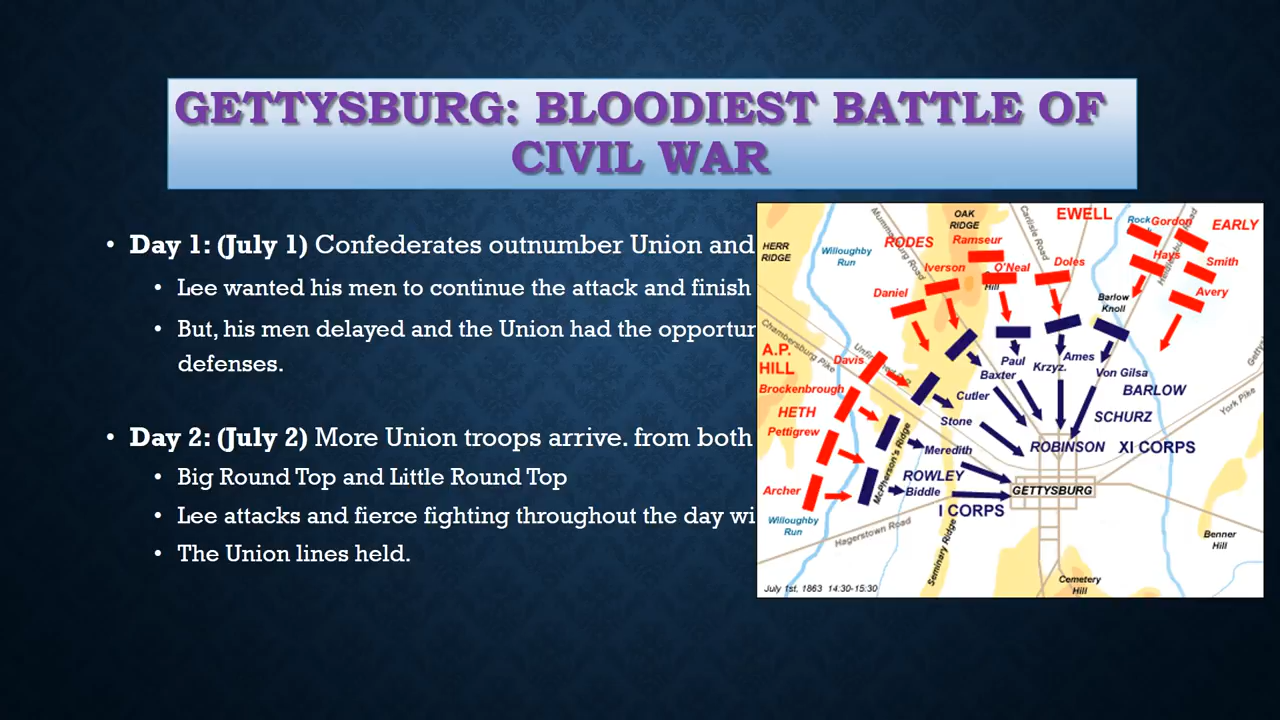 GETTYSBURG: BLOODIEST BATTLE OF
CIVIL WAR
• Day 1: (July 1) Confederates outnumber Union and
• Lee wanted his men to continue the attack and finish
• But, his men delayed and the Union had the
defenses.
• Day 2: (July 2) More Union troops arrive. from both
• Big Round Top and Little Round Top
• Lee attacks and fierce fighting throughout the day
• The Union lines held.
HERR
RIDGE
Willoughby
Run
Mummasburg Road
RODES
OAK
RIDGE
Ramseur
Carlisle Road
EWELL
Rock
Gordon
EARLY
Iverson
O'Neal
Hill
Doles
Hays
Smith
Avery
Daniel
Barlow
Knoll
Chambersburg Pike
A.P.
HILL
Davis
Paul
Baxter
Krzyz.
Ames
Von Gilsa
BARLOW
York Pike
Brockenbrough
HETH
Pettigrew
Cutler
Stone
SCHURZ
Meredith
ROBINSON
XI CORPS
McPherson's Ridge
ROWLEY
Biddle
GETTYSBURG
Archer
I CORPS
Willoughby
Run
Hagerstown Road
Seminary Ridge
Benner
Hill
Cemetery
Hill
July 1st, 1863 14:30-15:30